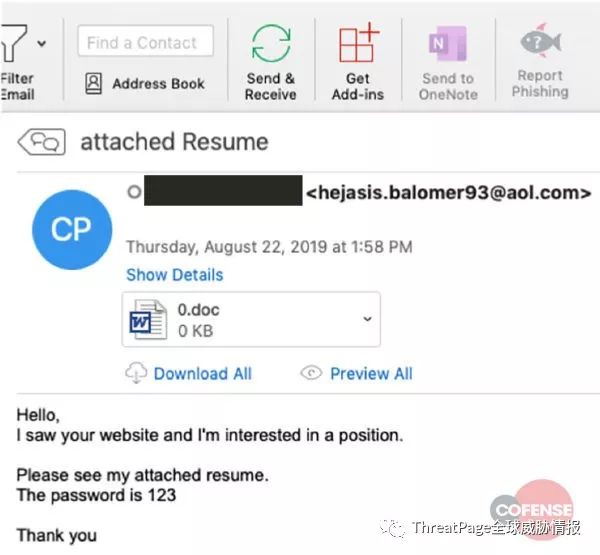 Filter
Email
Find a Contact
Address Book
Send &
Receive
Get
Add-ins
N
Send to
OneNote
?
Report
Phishing
attached Resume
CP
<hejasis.balomer93@aol.com>
Thursday, August 22, 2019 at 1:58 PM
Show Details
W
0.doc
0 KB
Download All
Preview All
Hello,
I saw your website and I'm interested in a position.
Please see my attached resume.
The password is 123
Thank you
COFENSE
ThreatPage全球威胁情报